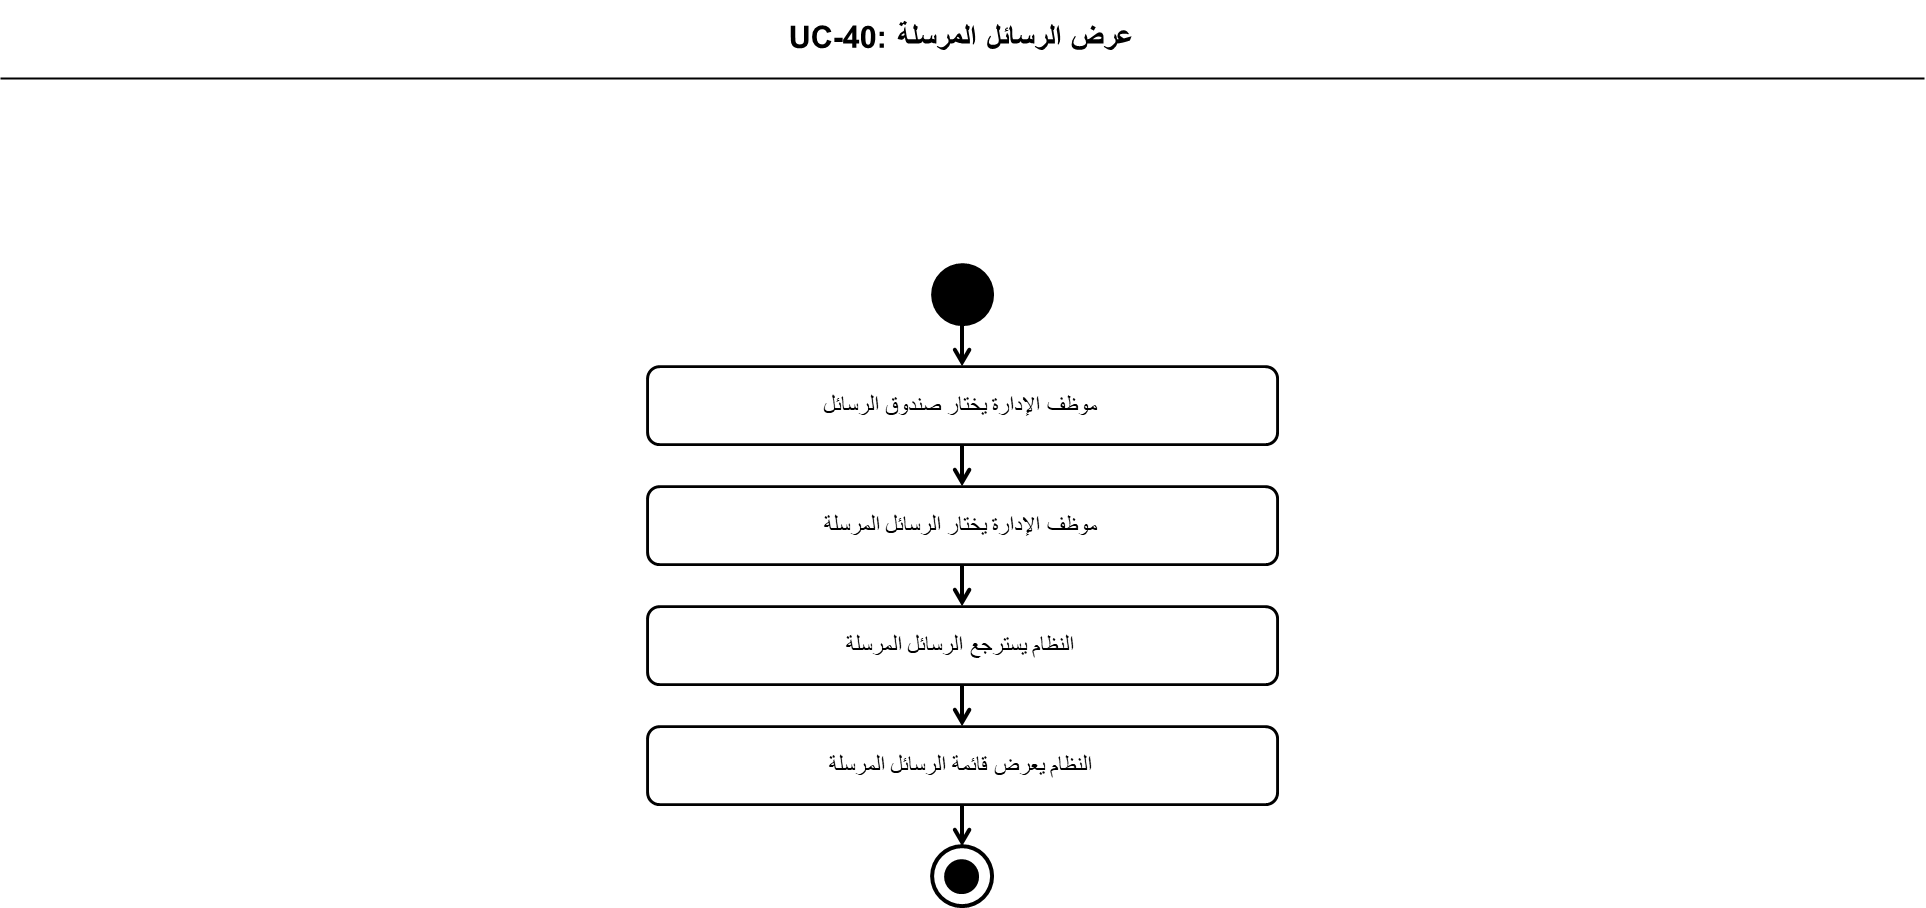 UC-40: عرض الرسائل المرسلة
موظف الإدارة يختار صندوق الرسائل
موظف الإدارة يختار الرسائل المرسلة
النظام يسترجع الرسائل المرسلة
النظام يعرض قائمة الرسائل المرسلة